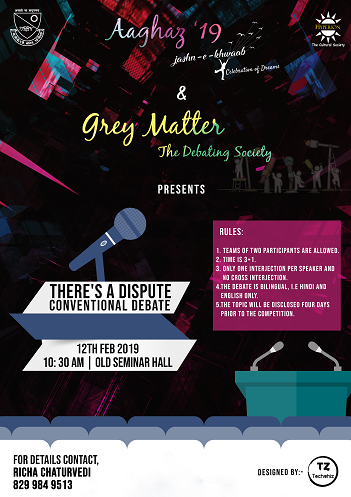 Aaghaz '19
jashn-e-khwaab
Celebration of Dreams
HYPERION
The Cultural Society
&
Grey Matter
The Debating Society
PRESENTS
RULES:
1. TEAMS OF TWO PARTICIPANTS ARE ALLOWED.
2. TIME IS 3+1.
3. ONLY ONE INTERJECTION PER SPEAKER AND
NO CROSS INTERJECTION.
4.THE DEBATE IS BILINGUAL, I.E HINDI AND
ENGLISH ONLY.
5.THE TOPIC WILL BE DISCLOSED FOUR DAYS
PRIOR TO THE COMPETITION.
THERE'S A DISPUTE
CONVENTIONAL DEBATE
12TH FEB 2019
10: 30 AM | OLD SEMINAR HALL
FOR DETAILS CONTACT,
RICHA CHATURVEDI
829 984 9513
DESIGNED BY:-
TZ
Techwhiz